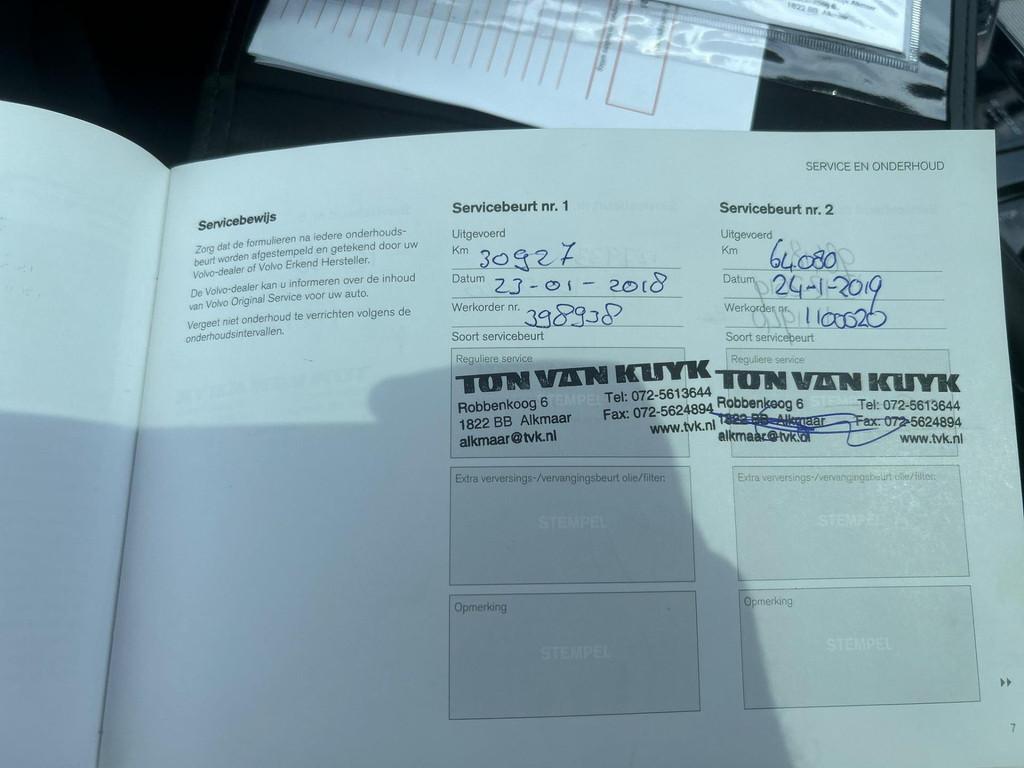 1822 BB Alkmaar
SERVICE EN ONDERHOUD
Servicebewijs
Zorg dat de formulieren na iedere onderhouds-
beurt worden afgestempeld en getekend door uw
Volvo-dealer of Volvo Erkend Hersteller.
De Volvo-dealer kan u informeren over de inhoud
van Volvo Original Service voor uw auto.
Vergeet niet onderhoud te verrichten volgens de
onderhoudsintervallen.
Servicebeurt nr. 1
Uitgevoerd
Km 30927
Datum 23-01-2018
Werkorder nr. 398938
Soort servicebeurt
Reguliere service
TON VAN KUYK
Robbenkoog 6 Tel: 072-5613644
1822 BB Alkmaar Fax: 072-5624894
alkmaar@tvk.nl www.tvk.nl
Extra verversings-/vervangingsbeurt olie/filter:
STEMPEL
Opmerking
STEMPEL
Servicebeurt nr. 2
Uitgevoerd
Km 64.080
Datum 24-1-2019
Werkorder nr. 1100020
Soort servicebeurt
Reguliere service
TON VAN KUYK
Robbenkoog 6 Tel: 072-5613644
1822 BB Alkmaar Fax: 072-5624894
alkmaar@tvk.nl www.tvk.nl
Extra verversings-/vervangingsbeurt olie/filter:
STEMPEL
Opmerking
STEMPEL
7